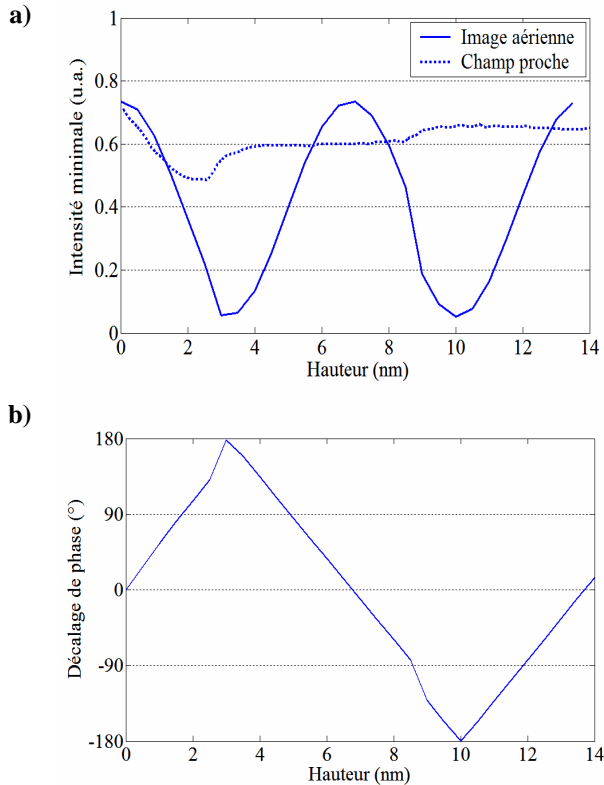 a)
Image aérienne
Champ proche
Intensité minimale (u.a.)
1
0.8
0.6
0.4
0.2
0
0 2 4 6 8 10 12 14
Hauteur (nm)
b)
Décalage de phase (°)
180
90
0
-90
-180
0 2 4 6 8 10 12 14
Hauteur (nm)